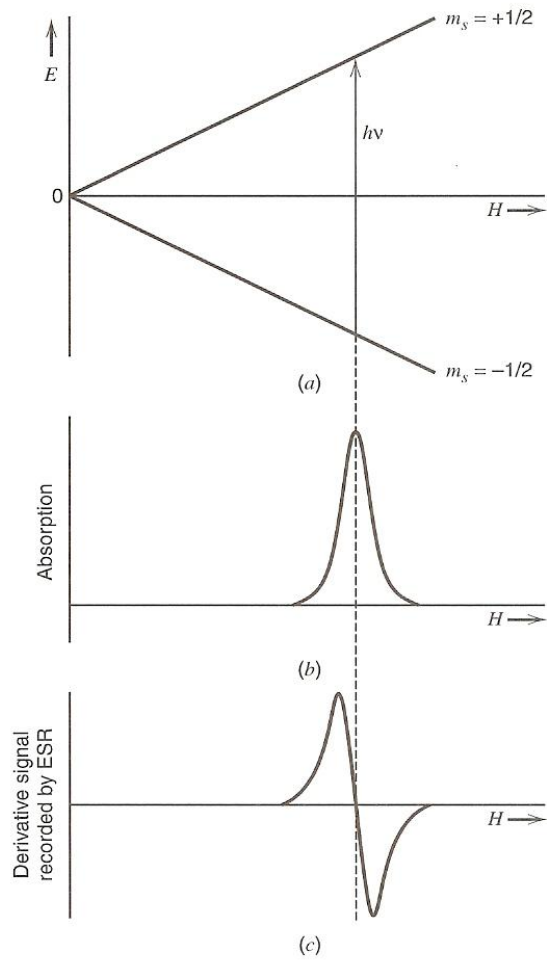 m_s = +1/2
E
hν
0
H
m_s = −1/2
(a)
Absorption
H
(b)
Derivative signal
recorded by ESR
H
(c)